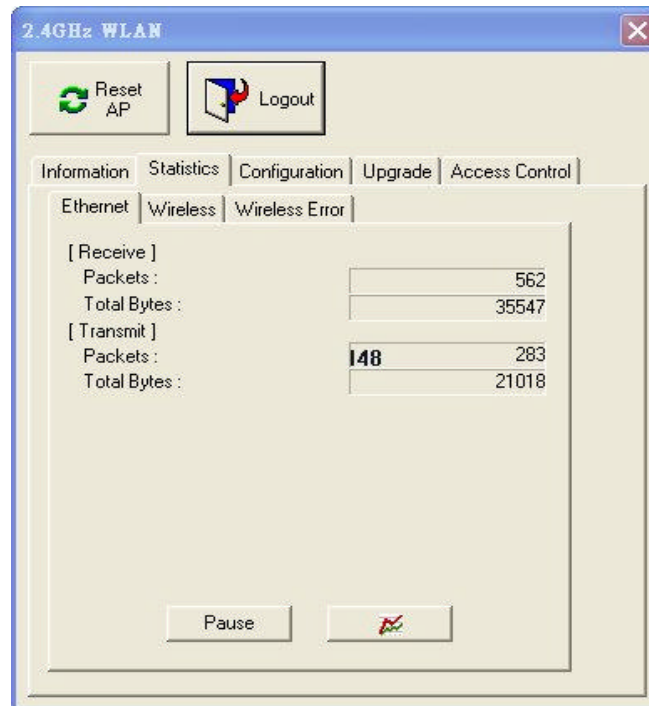 2.4GHz WLAN
Reset
AP
Logout
Information Statistics Configuration Upgrade Access Control
Ethernet Wireless Wireless Error
[ Receive ]
Packets : 562
Total Bytes : 35547
[ Transmit ]
Packets : 148 283
Total Bytes : 21018
Pause